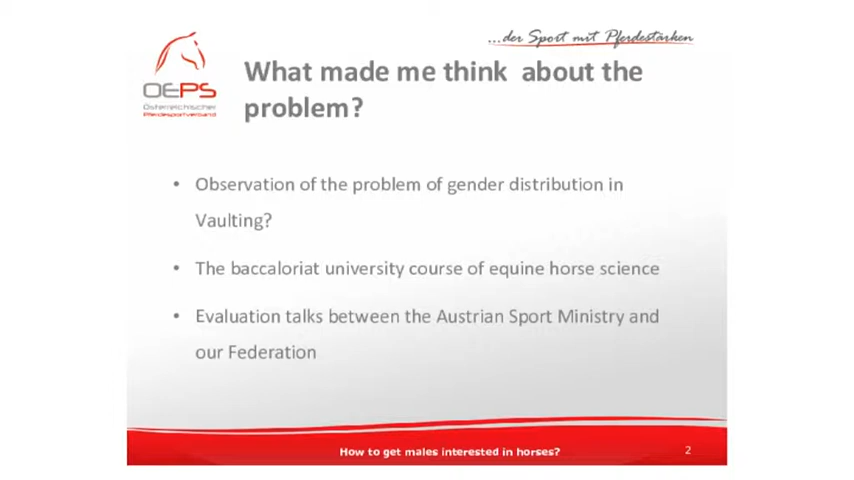 ...der Sport mit Pferdestärken
OEPS
Österreichischer
Pferdesportverband
What made me think about the
problem?
• Observation of the problem of gender distribution in
Vaulting?
• The baccaloriat university course of equine horse science
• Evaluation talks between the Austrian Sport Ministry and
our Federation
How to get males interested in horses?
2